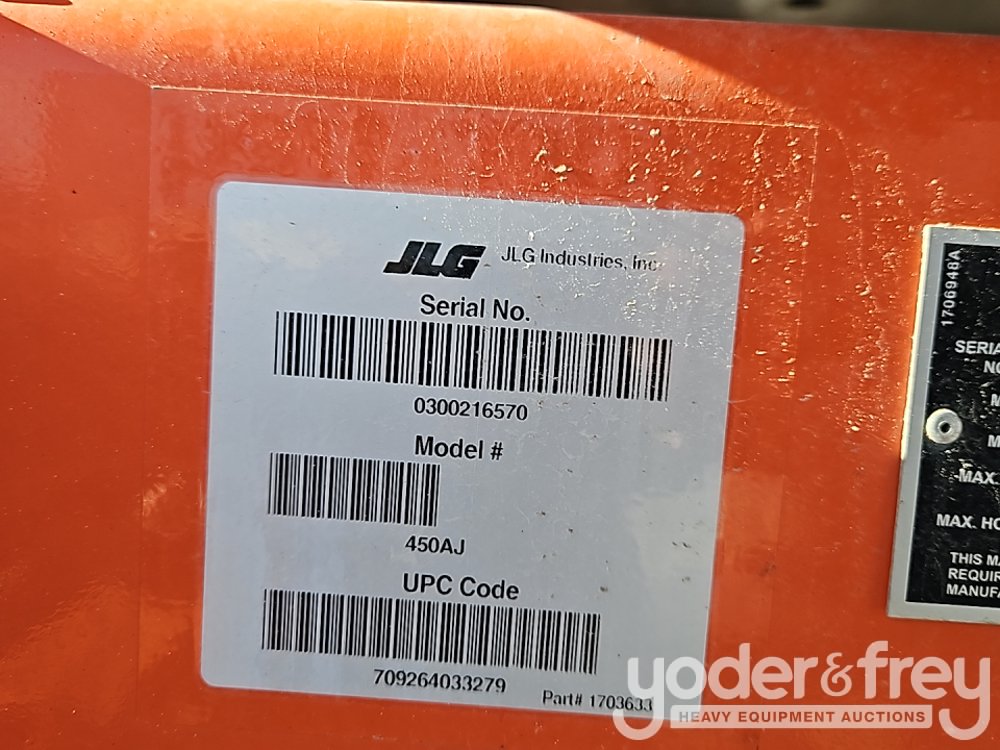 JLG JLG Industries, Inc.
Serial No.
0300216570
Model #
450AJ
UPC Code
709264033279
Part# 1703633
1706948A
SERIA
NO
M
M
MAX.
MAX. HO
THIS MA
REQUIR
MANUFA
yoder&frey
HEAVY EQUIPMENT AUCTIONS